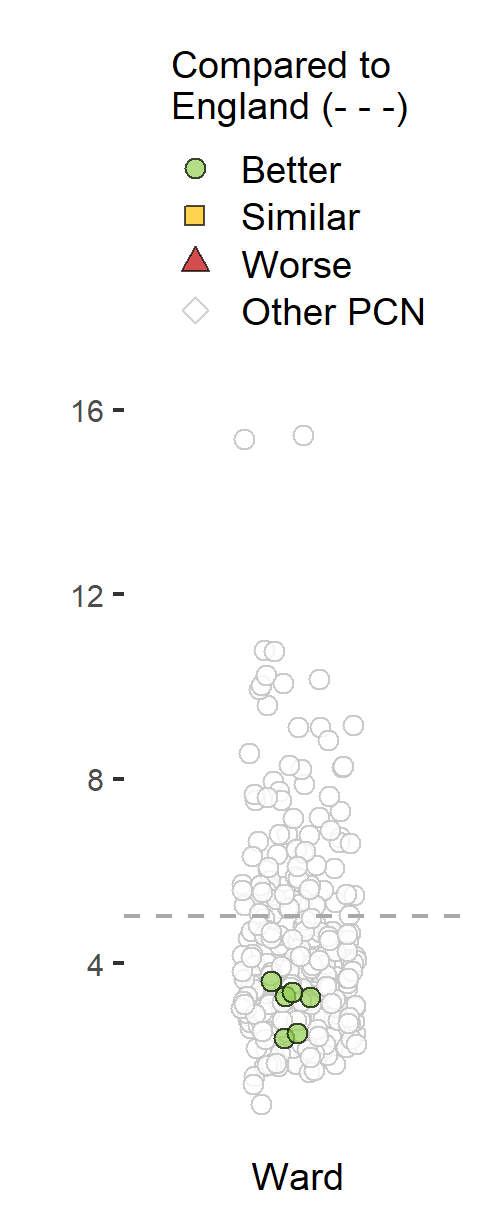 Compared to
England (- - -)
Better
Similar
Worse
Other PCN
16
12
8
4
Ward